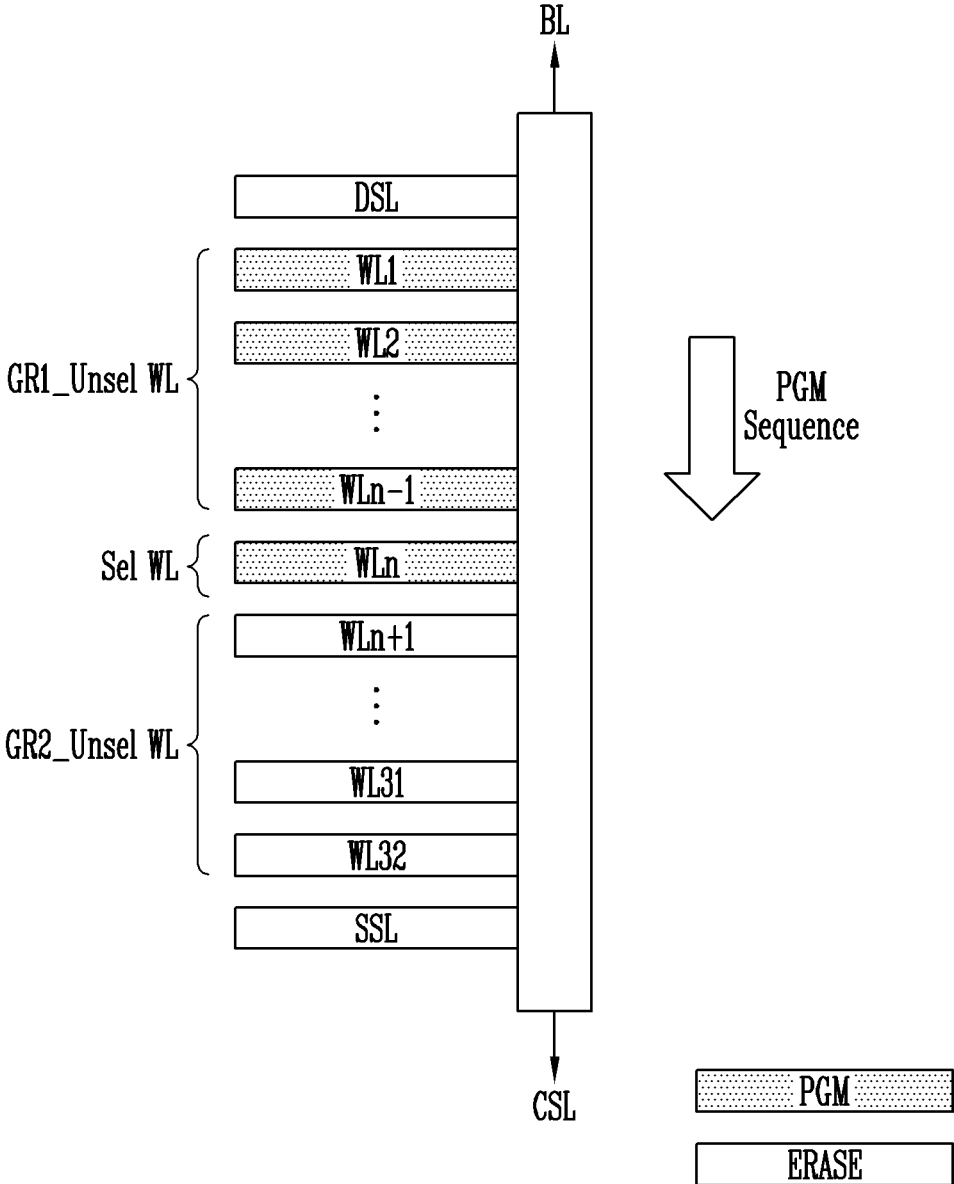 BL
DSL
WL1
WL2
GR1_Unsel WL
⋮
WLn-1
Sel WL
WLn
WLn+1
⋮
GR2_Unsel WL
WL31
WL32
SSL
CSL
PGM
Sequence
PGM
ERASE